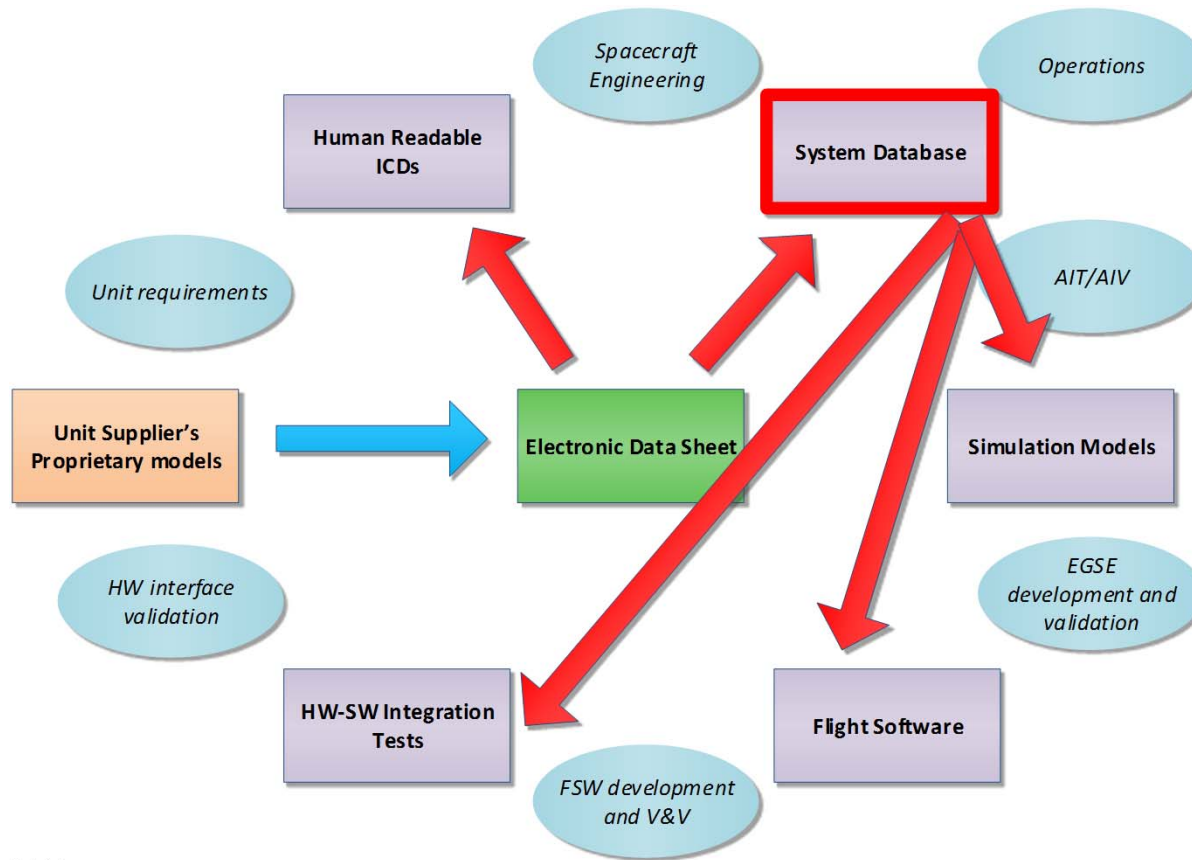 Spacecraft
Engineering
Operations
Human Readable
ICDs
System Database
Unit requirements
AIT/AIV
Unit Supplier's
Proprietary models
Electronic Data Sheet
Simulation Models
HW interface
validation
EGSE
development and
validation
HW-SW Integration
Tests
Flight Software
FSW development
and V&V